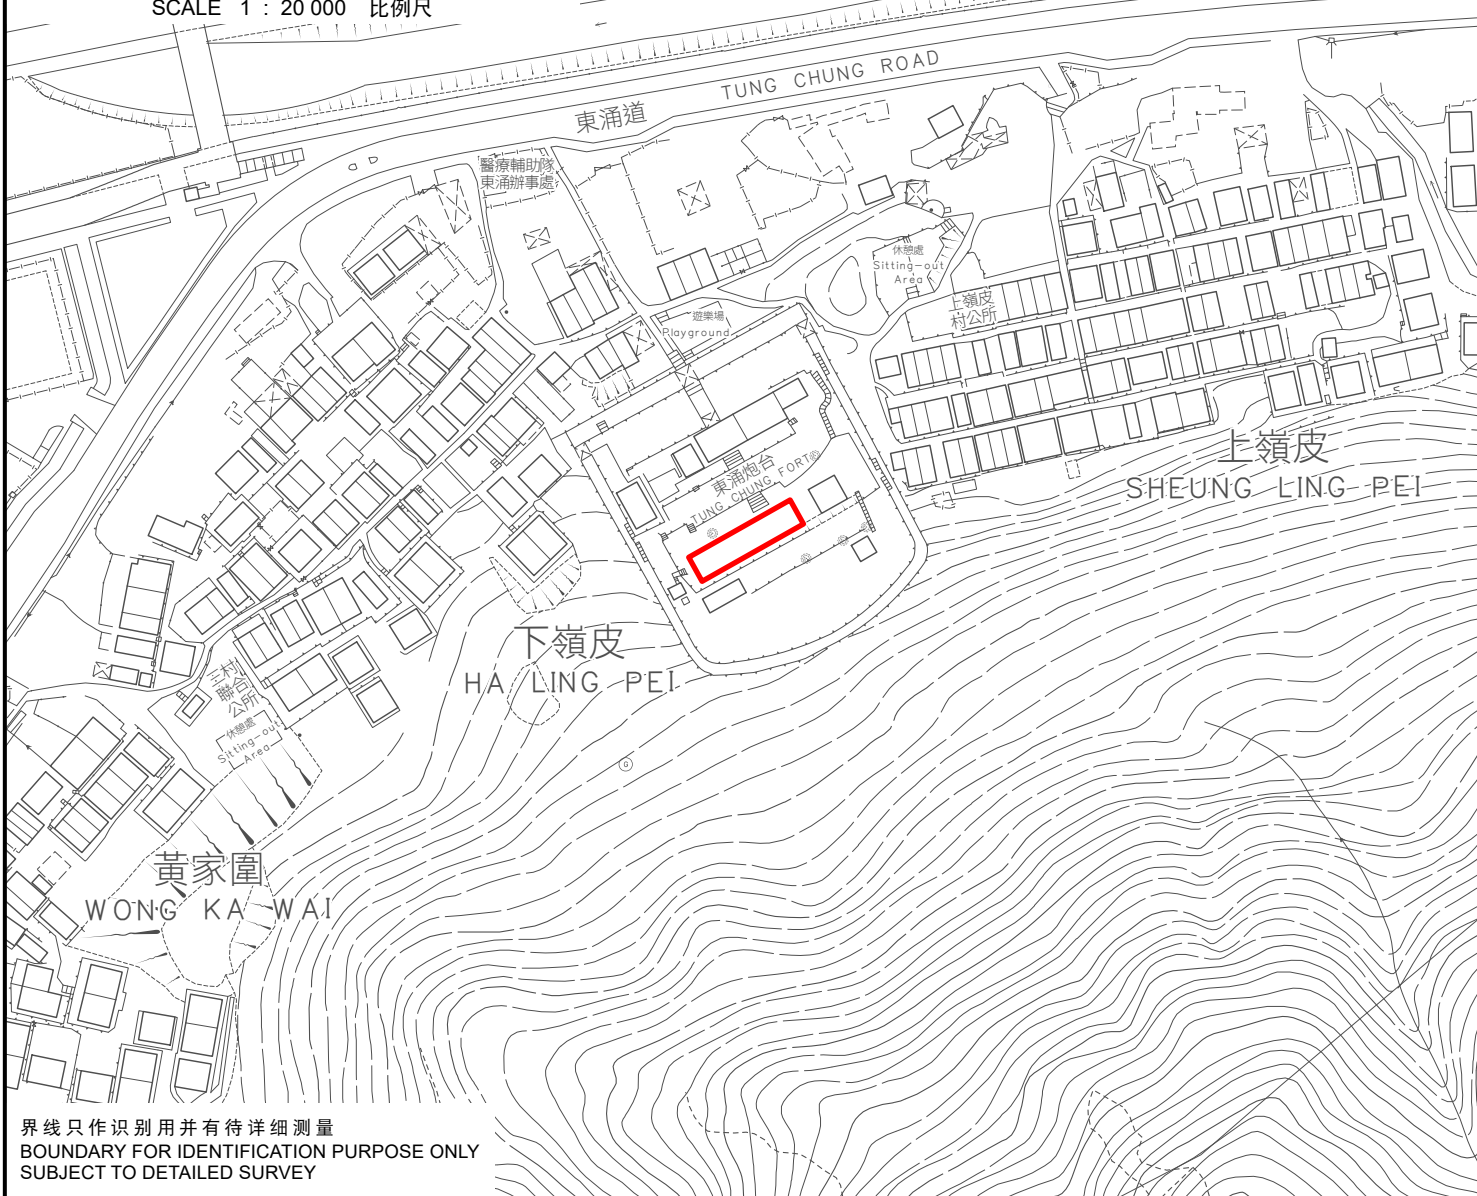 SCALE 1 : 20 000 比例尺
東涌道
TUNG CHUNG ROAD
醫療輔助隊
東涌辦事處
休憩處
Sitting-out
Area
上嶺皮
村公所
遊樂場
Playground
東涌炮台
TUNG CHUNG FORT
上嶺皮
SHEUNG LING PEI
下嶺皮
HA LING PEI
三村
聯合
公所
休憩處
Sitting-out
Area
G
黃家圍
WONG KA WAI
界线只作识别用并有待详细测量
BOUNDARY FOR IDENTIFICATION PURPOSE ONLY
SUBJECT TO DETAILED SURVEY